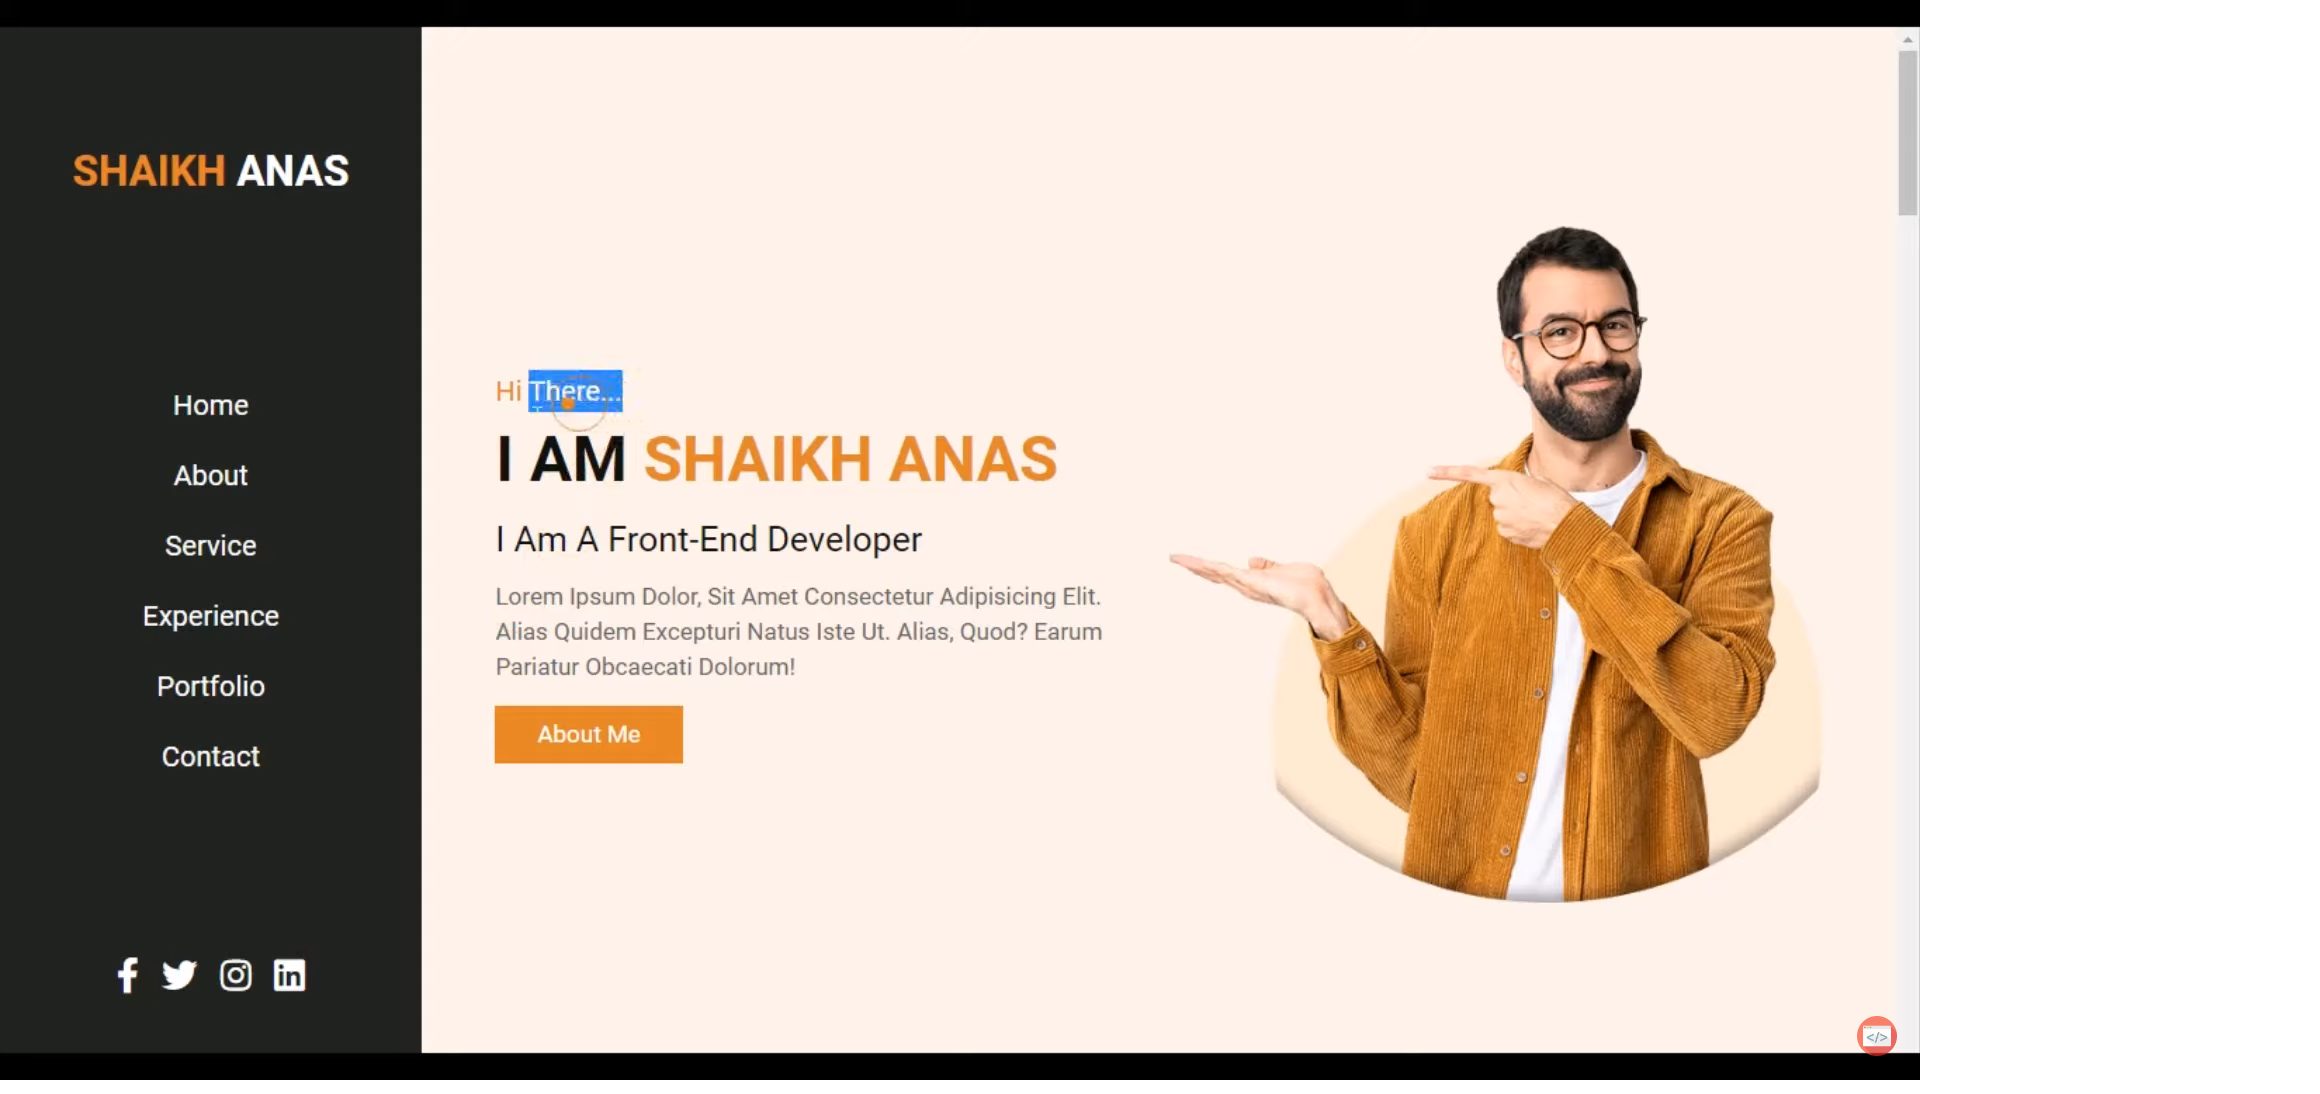 SHAIKH ANAS
Home
About
Service
Experience
Portfolio
Contact
Hi There...
I AM SHAIKH ANAS
I Am A Front-End Developer
Lorem Ipsum Dolor, Sit Amet Consectetur Adipisicing Elit.
Alias Quidem Excepturi Natus Iste Ut. Alias, Quod? Earum
Pariatur Obcaecati Dolorum!
About Me
</>